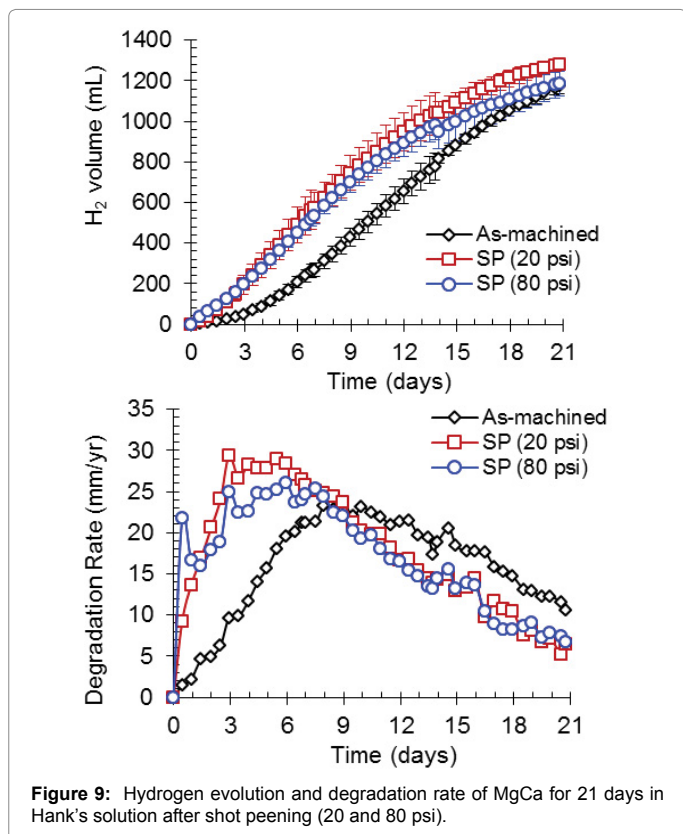 1400
1200
1000
800
600
400
200
0
H₂ volume (mL)
As-machined
SP (20 psi)
SP (80 psi)
0 3 6 9 12 15 18 21
Time (days)
35
30
25
20
15
10
5
0
Degradation Rate (mm/yr)
As-machined
SP (20 psi)
SP (80 psi)
0 3 6 9 12 15 18 21
Time (days)
Figure 9: Hydrogen evolution and degradation rate of MgCa for 21 days in
Hank's solution after shot peening (20 and 80 psi).